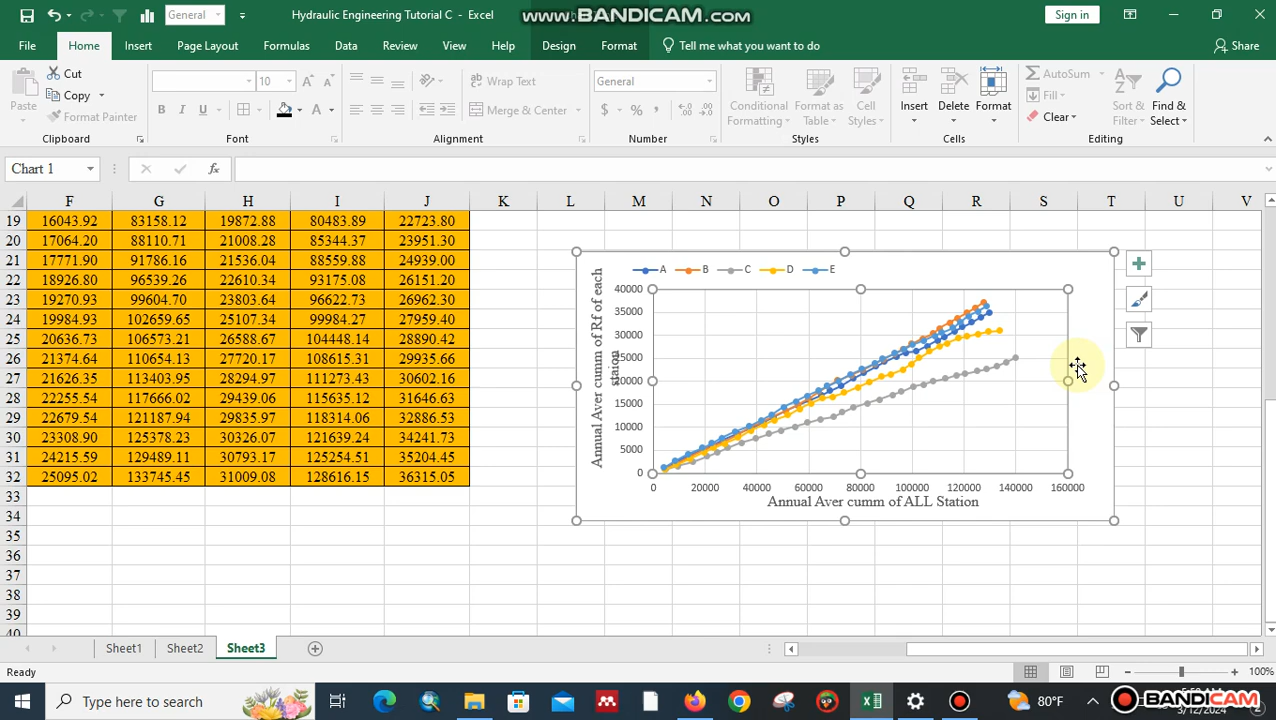 General
Hydraulic Engineering Tutorial C - Excel
www.BANDICAM.com
Sign in
File Home Insert Page Layout Formulas Data Review View Help Design Format Tell me what you want to do Share
Paste
Cut
Copy
Format Painter
Clipboard
10
B I U
Font
Wrap Text
Merge & Center
Alignment
General
$ % ,
Number
Conditional Formatting
Format as Table
Cell Styles
Styles
Insert
Delete
Format
Cells
AutoSum
Fill
Clear
Sort & Filter
Find & Select
Editing
Chart 1
fx
F G H I J K L M N O P Q R S T U V
19 16043.92 83158.12 19872.88 80483.89 22723.80
20 17064.20 88110.71 21008.28 85344.37 23951.30
21 17771.90 91786.16 21536.04 88559.88 24939.00
22 18926.80 96539.26 22610.34 93175.08 26151.20
23 19270.93 99604.70 23803.64 96622.73 26962.30
24 19984.93 102659.65 25107.34 99984.27 27959.40
25 20636.73 106573.21 26588.67 104448.14 28890.42
26 21374.64 110654.13 27720.17 108615.31 29935.66
27 21626.35 113403.95 28294.97 111273.43 30602.16
28 22255.54 117666.02 29439.06 115635.12 31646.63
29 22679.54 121187.94 29835.97 118314.06 32886.53
30 23308.90 125378.23 30326.07 121639.24 34241.73
31 24215.59 129489.11 30793.17 125254.51 35204.45
32 25095.02 133745.45 31009.08 128616.15 36315.05
33
34
35
36
37
38
39
40
A B C D E
Annual Aver cumm of Rf of each
staion
40000
35000
30000
25000
20000
15000
10000
5000
0
0 20000 40000 60000 80000 100000 120000 140000 160000
Annual Aver cumm of ALL Station
Sheet1 Sheet2 Sheet3
Ready
100%
Type here to search
80°F
3/12/2024
BANDICAM